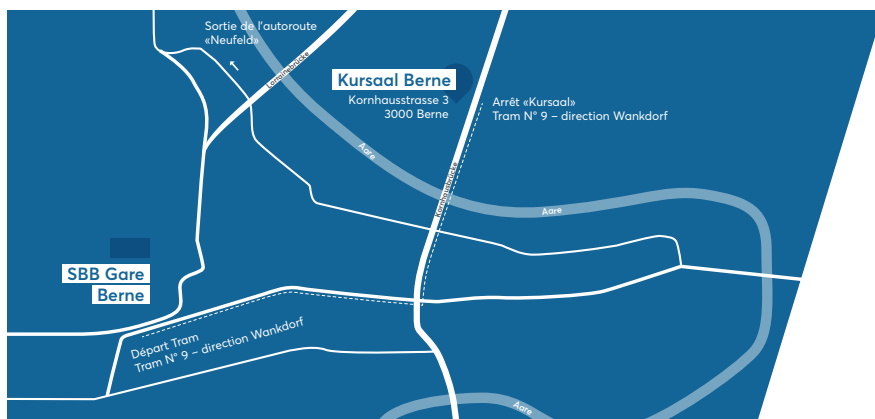 Sortie de l'autoroute
«Neufeld»
Lorrainebrücke
Kursaal Berne
Kornhausstrasse 3
3000 Berne
Arrêt «Kursaal»
Tram N° 9 – direction Wankdorf
Aare
Kornhausbrücke
Aare
SBB Gare
Berne
Départ Tram
Tram N° 9 – direction Wankdorf
Aare